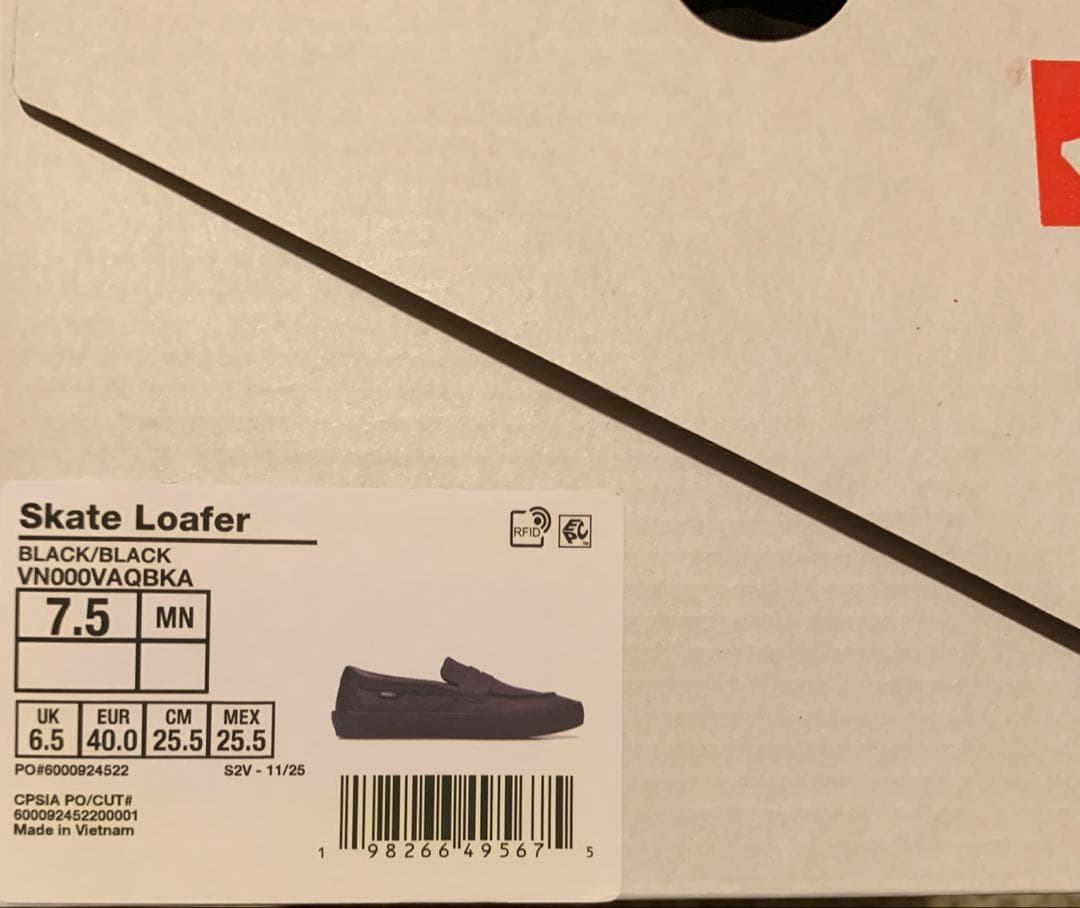 Skate Loafer
BLACK/BLACK
VN000VAQBKA
7.5 MN
RFID EPC
UK EUR CM MEX
6.5 40.0 25.5 25.5
PO#6000924522 S2V - 11/25
CPSIA PO/CUT#
600092452200001
Made in Vietnam
1 98266 49567 5